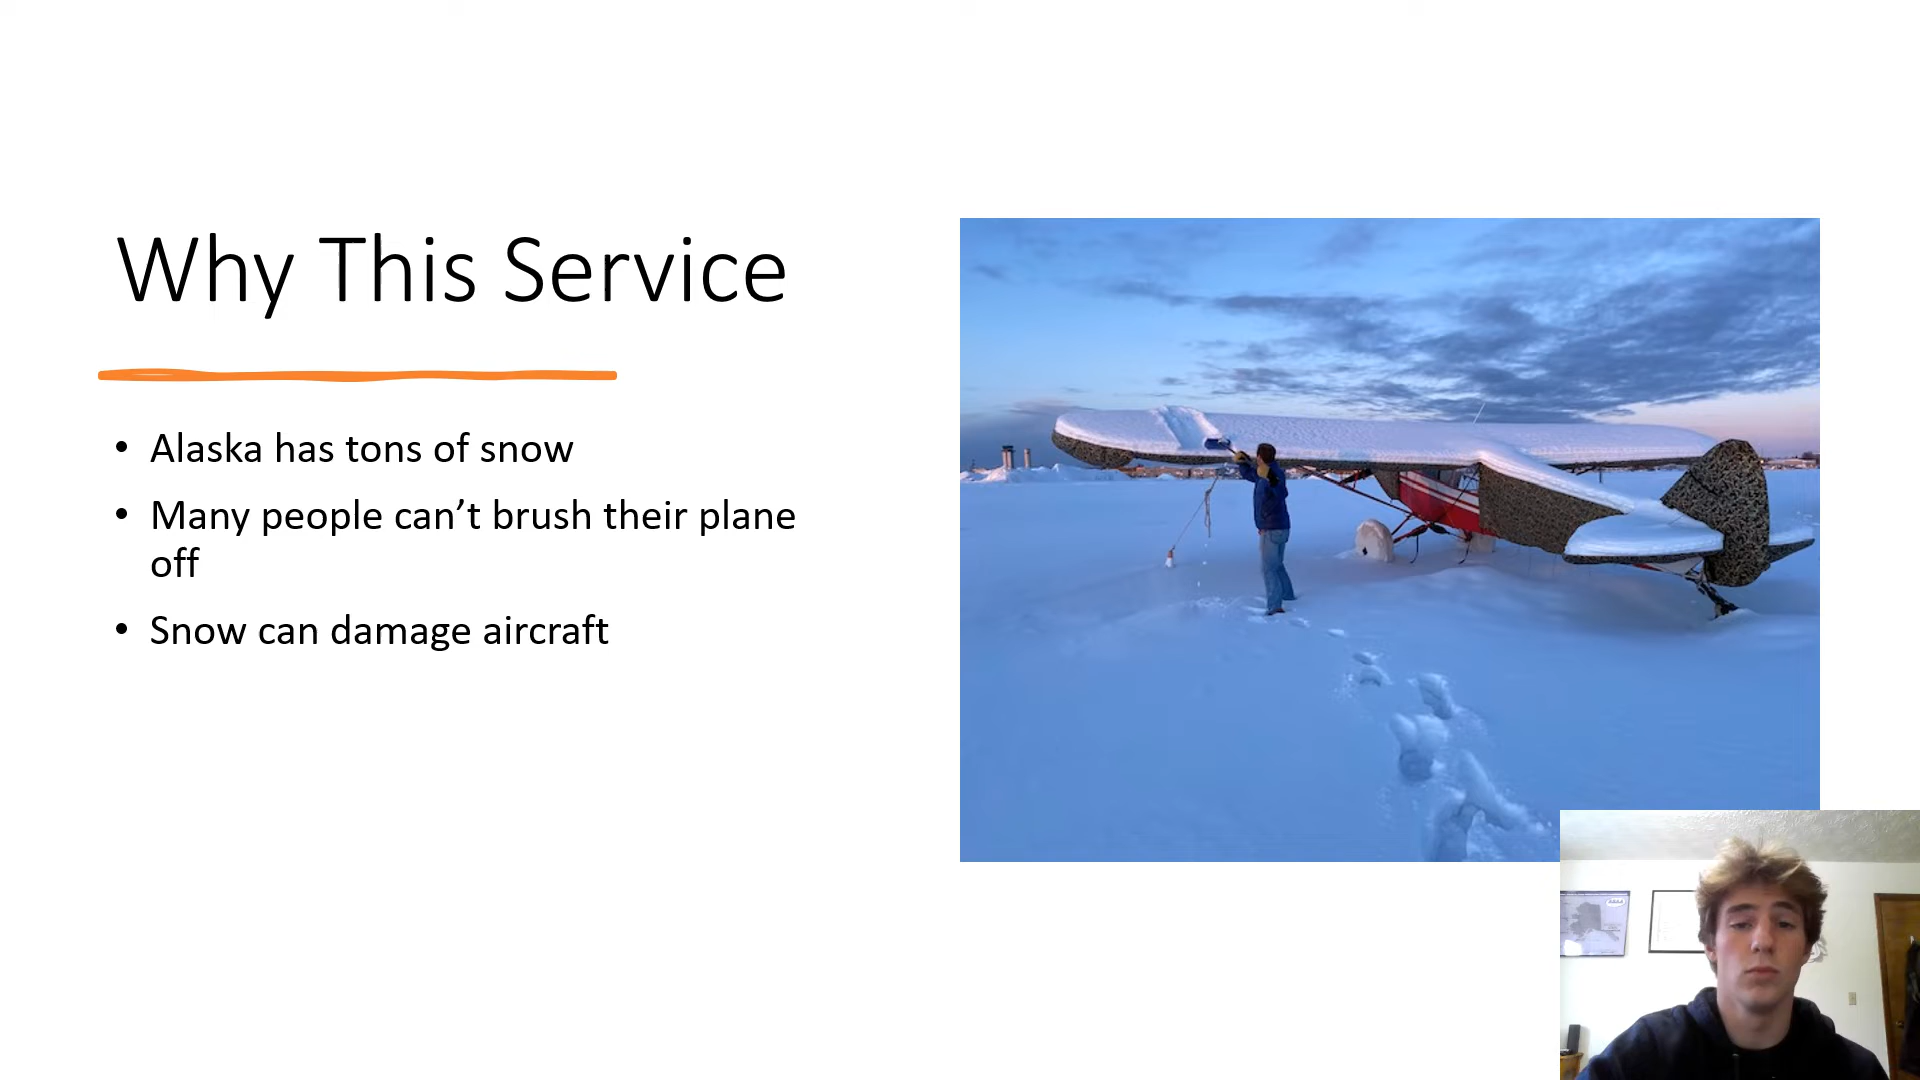 Why This Service
• Alaska has tons of snow
• Many people can’t brush their plane
off
• Snow can damage aircraft